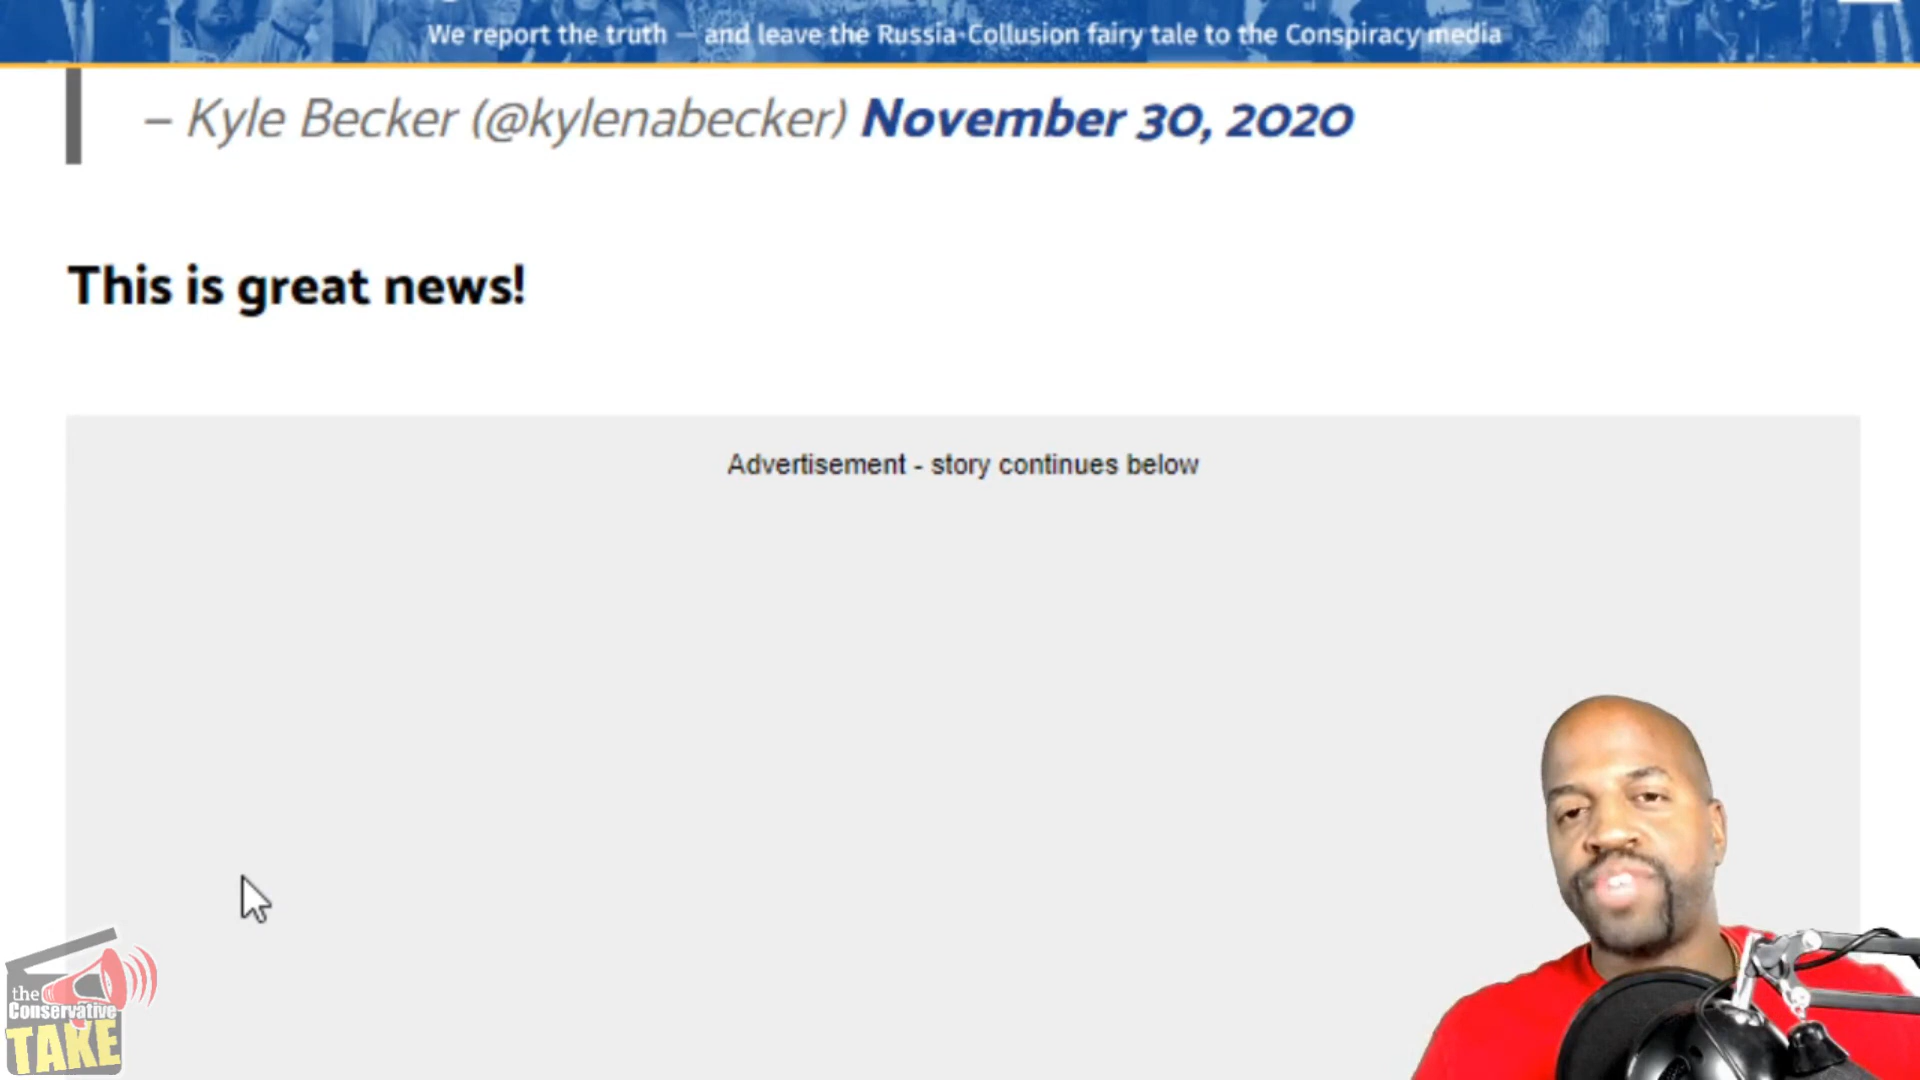 We report the truth — and leave the Russia-Collusion fairy tale to the Conspiracy media
– Kyle Becker (@kylenabecker) November 30, 2020
This is great news!
Advertisement - story continues below
the
Conservative
TAKE